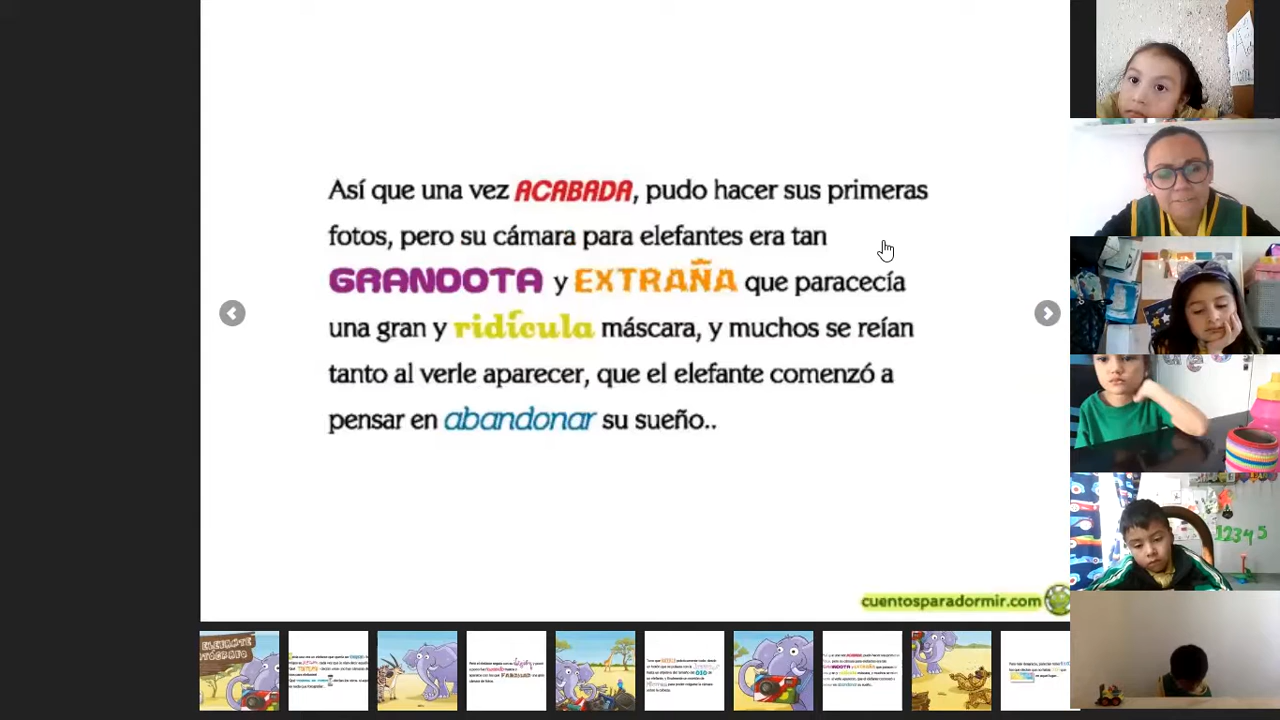 Así que una vez ACABADA, pudo hacer sus primeras
fotos, pero su cámara para elefantes era tan
GRANDOTA y EXTRAÑA que paracecía
una gran y ridícula máscara, y muchos se reían
tanto al verle aparecer, que el elefante comenzó a
pensar en abandonar su sueño..
cuentosparadormir.com
12345